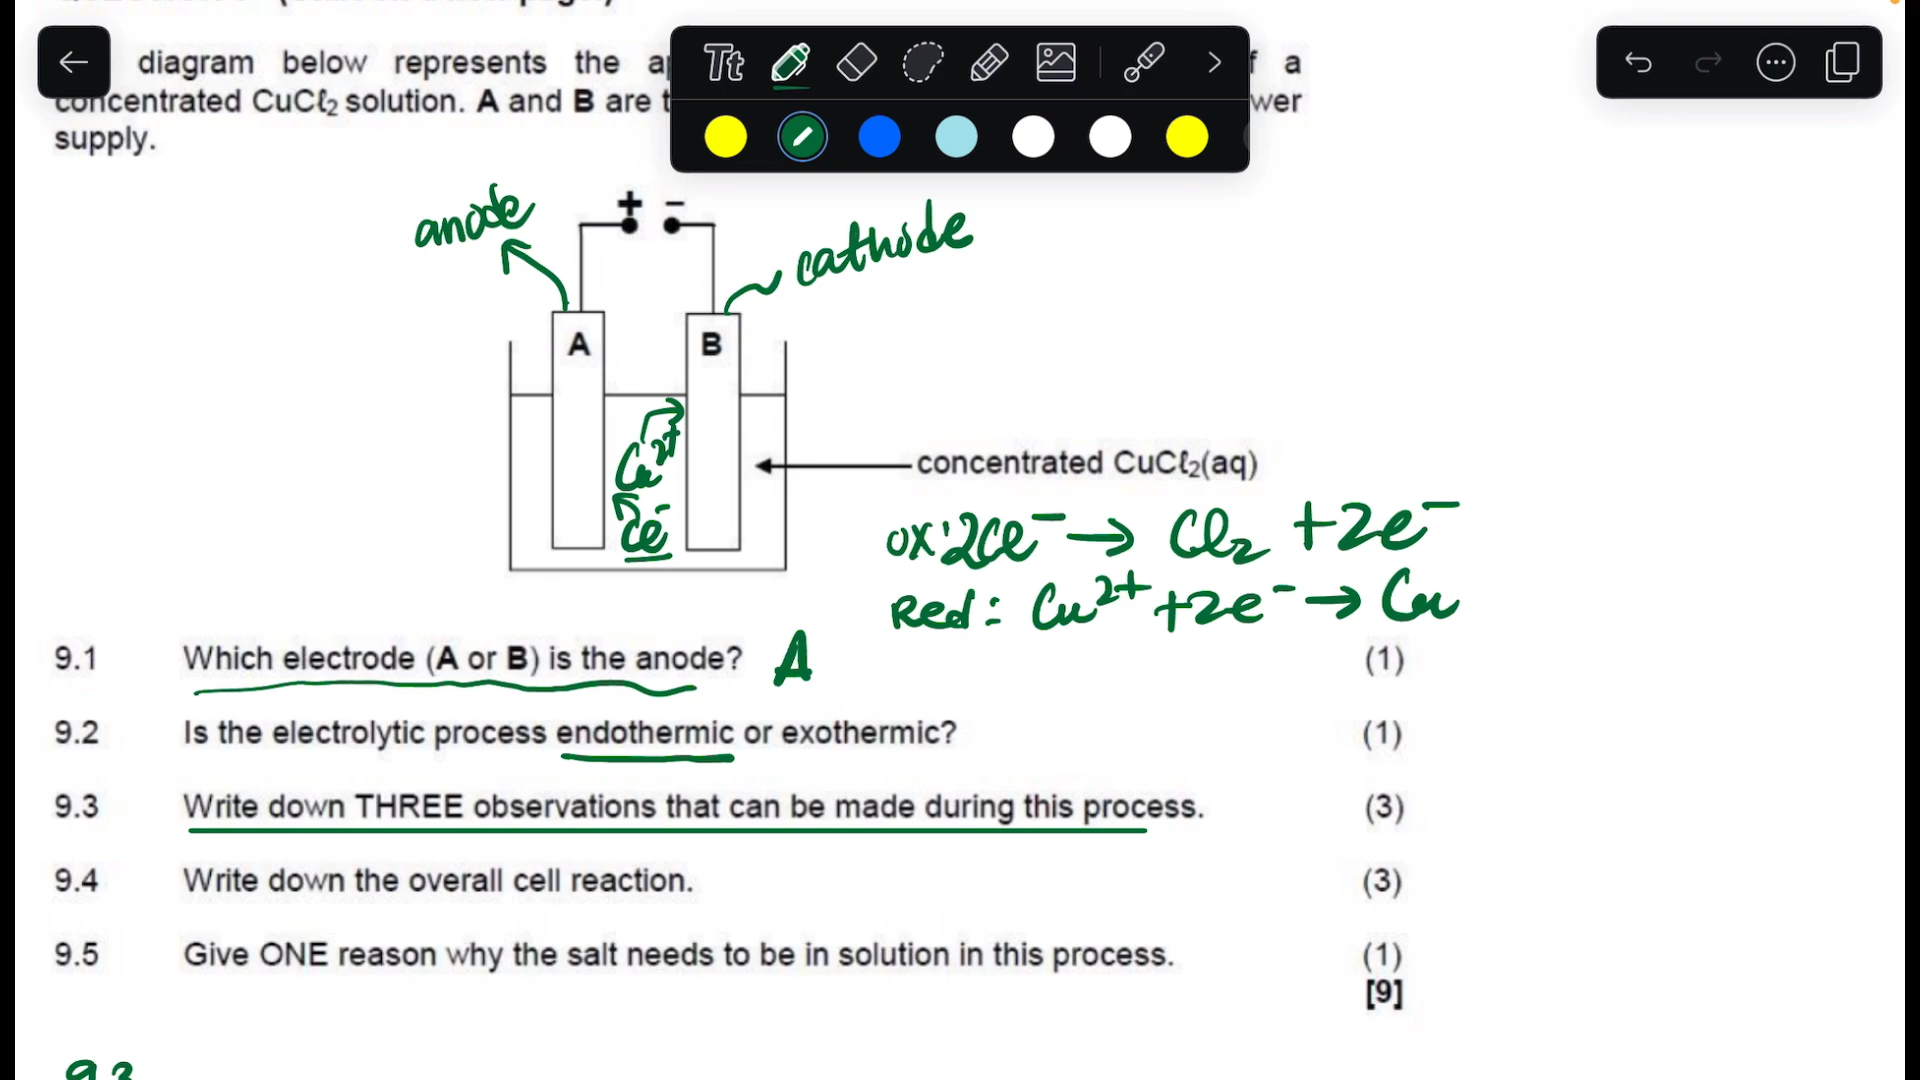 diagram below represents the
f a
concentrated CuCℓ₂ solution. A and B are
wer
supply.
Tt
anode
+ −
cathode
A
B
Cu²⁺
concentrated CuCℓ₂(aq)
Cℓ⁻
ox: 2Cℓ⁻ → Cℓ₂ + 2e⁻
Red: Cu²⁺ + 2e⁻ → Cu
9.1 Which electrode (A or B) is the anode? A (1)
9.2 Is the electrolytic process endothermic or exothermic? (1)
9.3 Write down THREE observations that can be made during this process. (3)
9.4 Write down the overall cell reaction. (3)
9.5 Give ONE reason why the salt needs to be in solution in this process. (1)
[9]